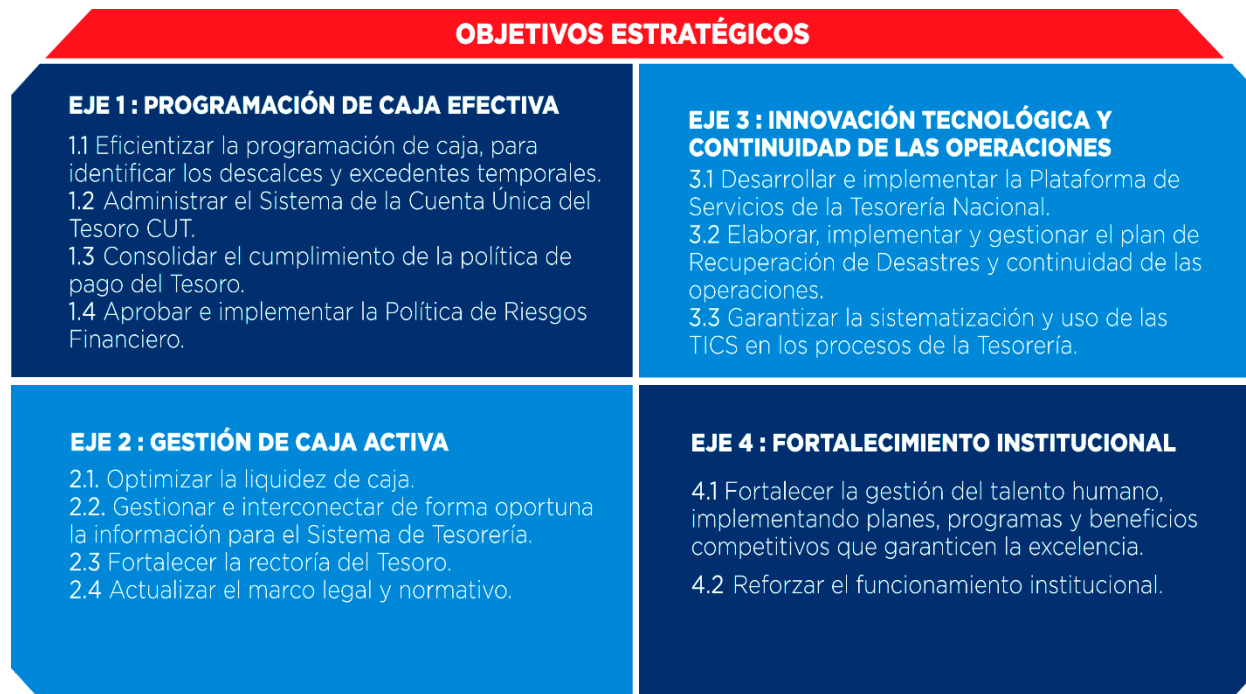 OBJETIVOS ESTRATÉGICOS
EJE 1 : PROGRAMACIÓN DE CAJA EFECTIVA
1.1 Eficientizar la programación de caja, para
identificar los descalces y excedentes temporales.
1.2 Administrar el Sistema de la Cuenta Única del
Tesoro CUT.
1.3 Consolidar el cumplimiento de la política de
pago del Tesoro.
1.4 Aprobar e implementar la Política de Riesgos
Financiero.
EJE 2 : GESTIÓN DE CAJA ACTIVA
2.1. Optimizar la liquidez de caja.
2.2. Gestionar e interconectar de forma oportuna
la información para el Sistema de Tesorería.
2.3 Fortalecer la rectoría del Tesoro.
2.4 Actualizar el marco legal y normativo.
EJE 3 : INNOVACIÓN TECNOLÓGICA Y
CONTINUIDAD DE LAS OPERACIONES
3.1 Desarrollar e implementar la Plataforma de
Servicios de la Tesorería Nacional.
3.2 Elaborar, implementar y gestionar el plan de
Recuperación de Desastres y continuidad de las
operaciones.
3.3 Garantizar la sistematización y uso de las
TICS en los procesos de la Tesorería.
EJE 4 : FORTALECIMIENTO INSTITUCIONAL
4.1 Fortalecer la gestión del talento humano,
implementando planes, programas y beneficios
competitivos que garanticen la excelencia.
4.2 Reforzar el funcionamiento institucional.